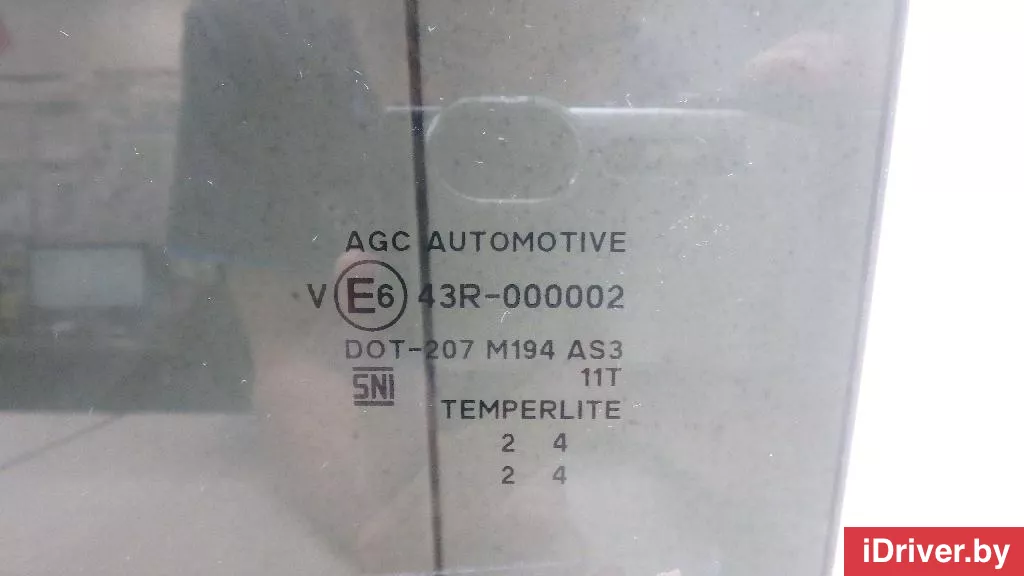 AGC AUTOMOTIVE
V E6 43R-000002
DOT-207 M194 AS3
SNI 11T
TEMPERLITE
2 4
2 4
iDriver.by